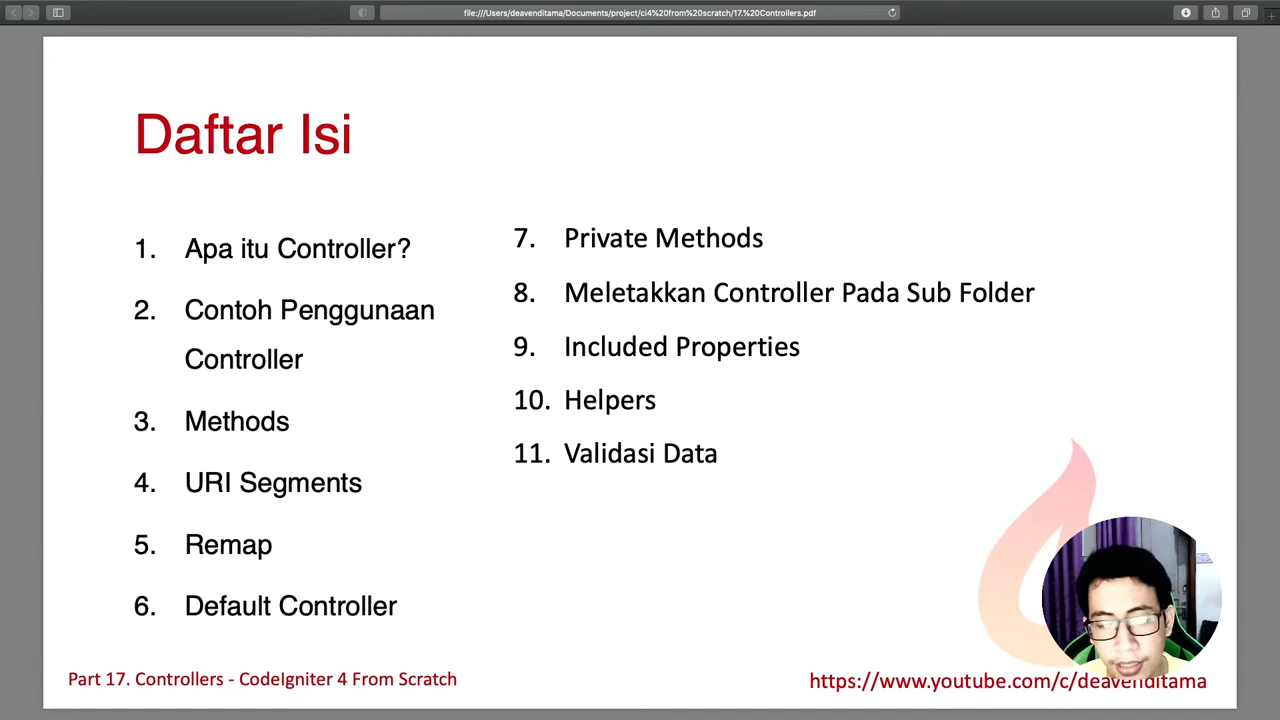 file:///Users/deavenditama/Documents/project/ci4%20from%20scratch/17.%20Controllers.pdf
Daftar Isi
1. Apa itu Controller?
2. Contoh Penggunaan
Controller
3. Methods
4. URI Segments
5. Remap
6. Default Controller
7. Private Methods
8. Meletakkan Controller Pada Sub Folder
9. Included Properties
10. Helpers
11. Validasi Data
Part 17. Controllers - CodeIgniter 4 From Scratch
https://www.youtube.com/c/deavenditama